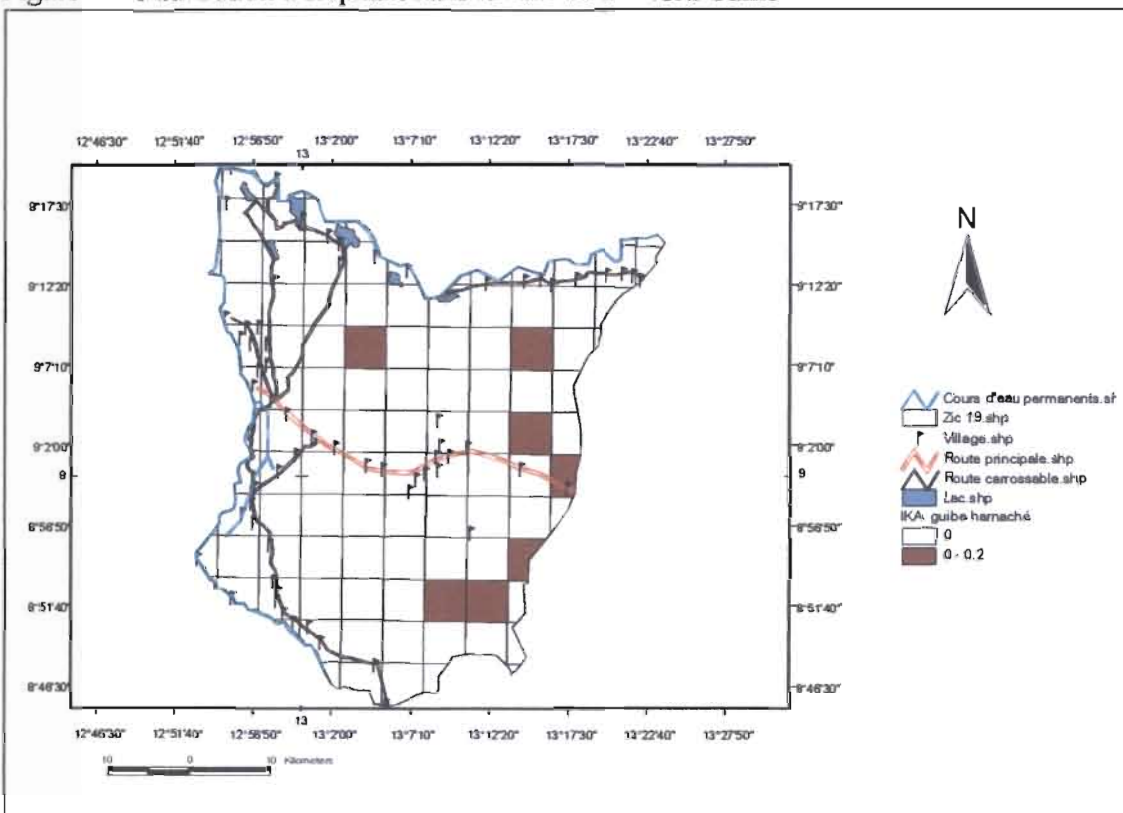 12°46'30" 12°51'40" 12°56'50" 13°2'00" 13°7'10" 13°12'20" 13°17'30" 13°22'40" 13°27'50"
13
9°17'30" 9°17'30"
9°12'20" 9°12'20"
9°7'10" 9°7'10"
9°2'00" 9°2'00"
9 9
8°56'50" 8°56'50"
8°51'40" 8°51'40"
8°46'30" 8°46'30"
13
12°46'30" 12°51'40" 12°56'50" 13°2'00" 13°7'10" 13°12'20" 13°17'30" 13°22'40" 13°27'50"
10 0 10 Kilometers
N
Cours d'eau permanents.sh
Zic 19.shp
Village.shp
Route principale.shp
Route carrossable.shp
Lac.shp
IKA guibe harnaché
0
0 - 0.2